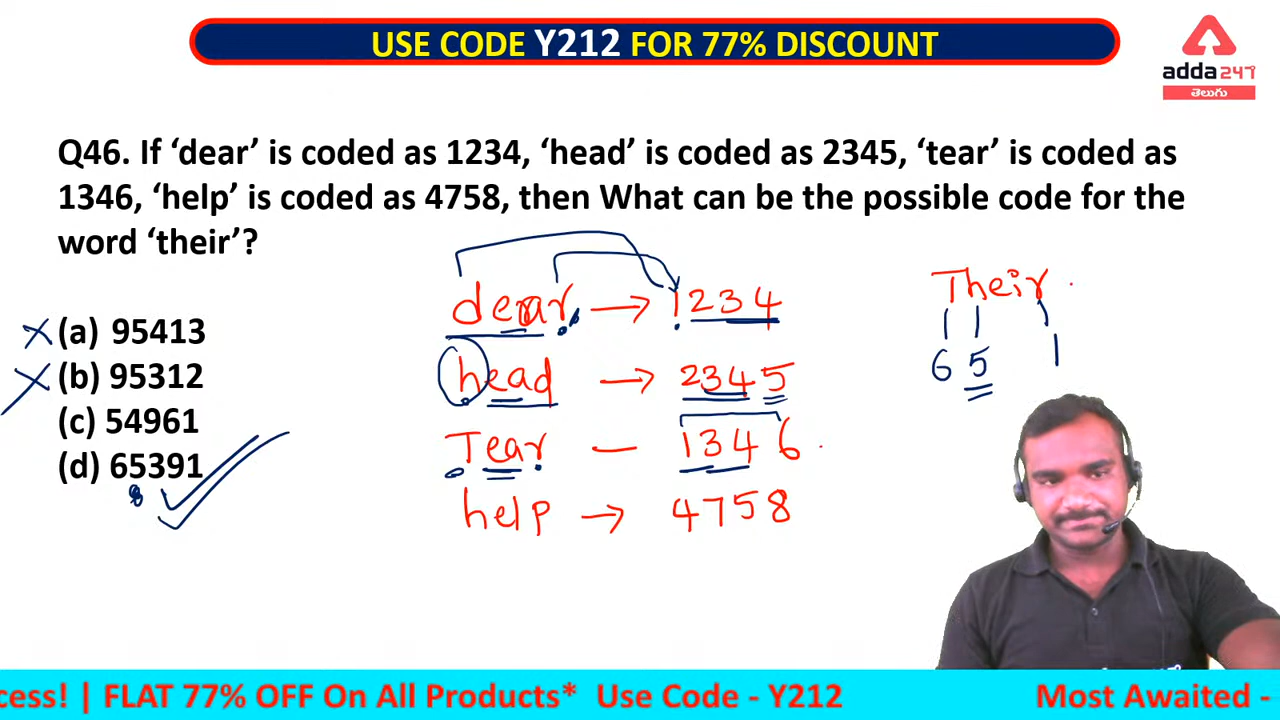 USE CODE Y212 FOR 77% DISCOUNT
adda247
తెలుగు
Q46. If ‘dear’ is coded as 1234, ‘head’ is coded as 2345, ‘tear’ is coded as
1346, ‘help’ is coded as 4758, then What can be the possible code for the
word ‘their’?
(a) 95413
(b) 95312
(c) 54961
(d) 65391
dear → 1234
head → 2345
Tear — 1346
help → 4758
Their
6 5 1
cess! | FLAT 77% OFF On All Products* Use Code - Y212 Most Awaited -